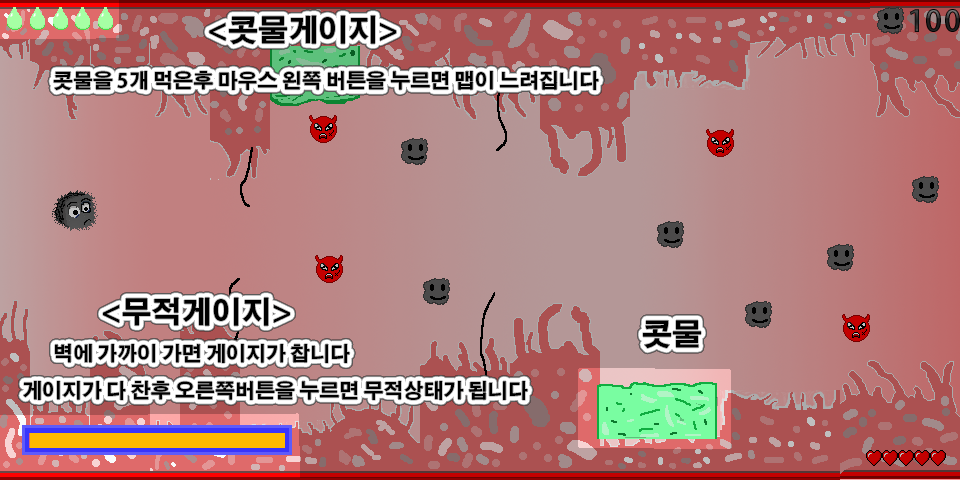 100
<콧물게이지>
콧물을 5개 먹은후 마우스 왼쪽 버튼을 누르면 맵이 느려집니다
<무적게이지>
벽에 가까이 가면 게이지가 찹니다
게이지가 다 찬후 오른쪽버튼을 누르면 무적상태가 됩니다
콧물